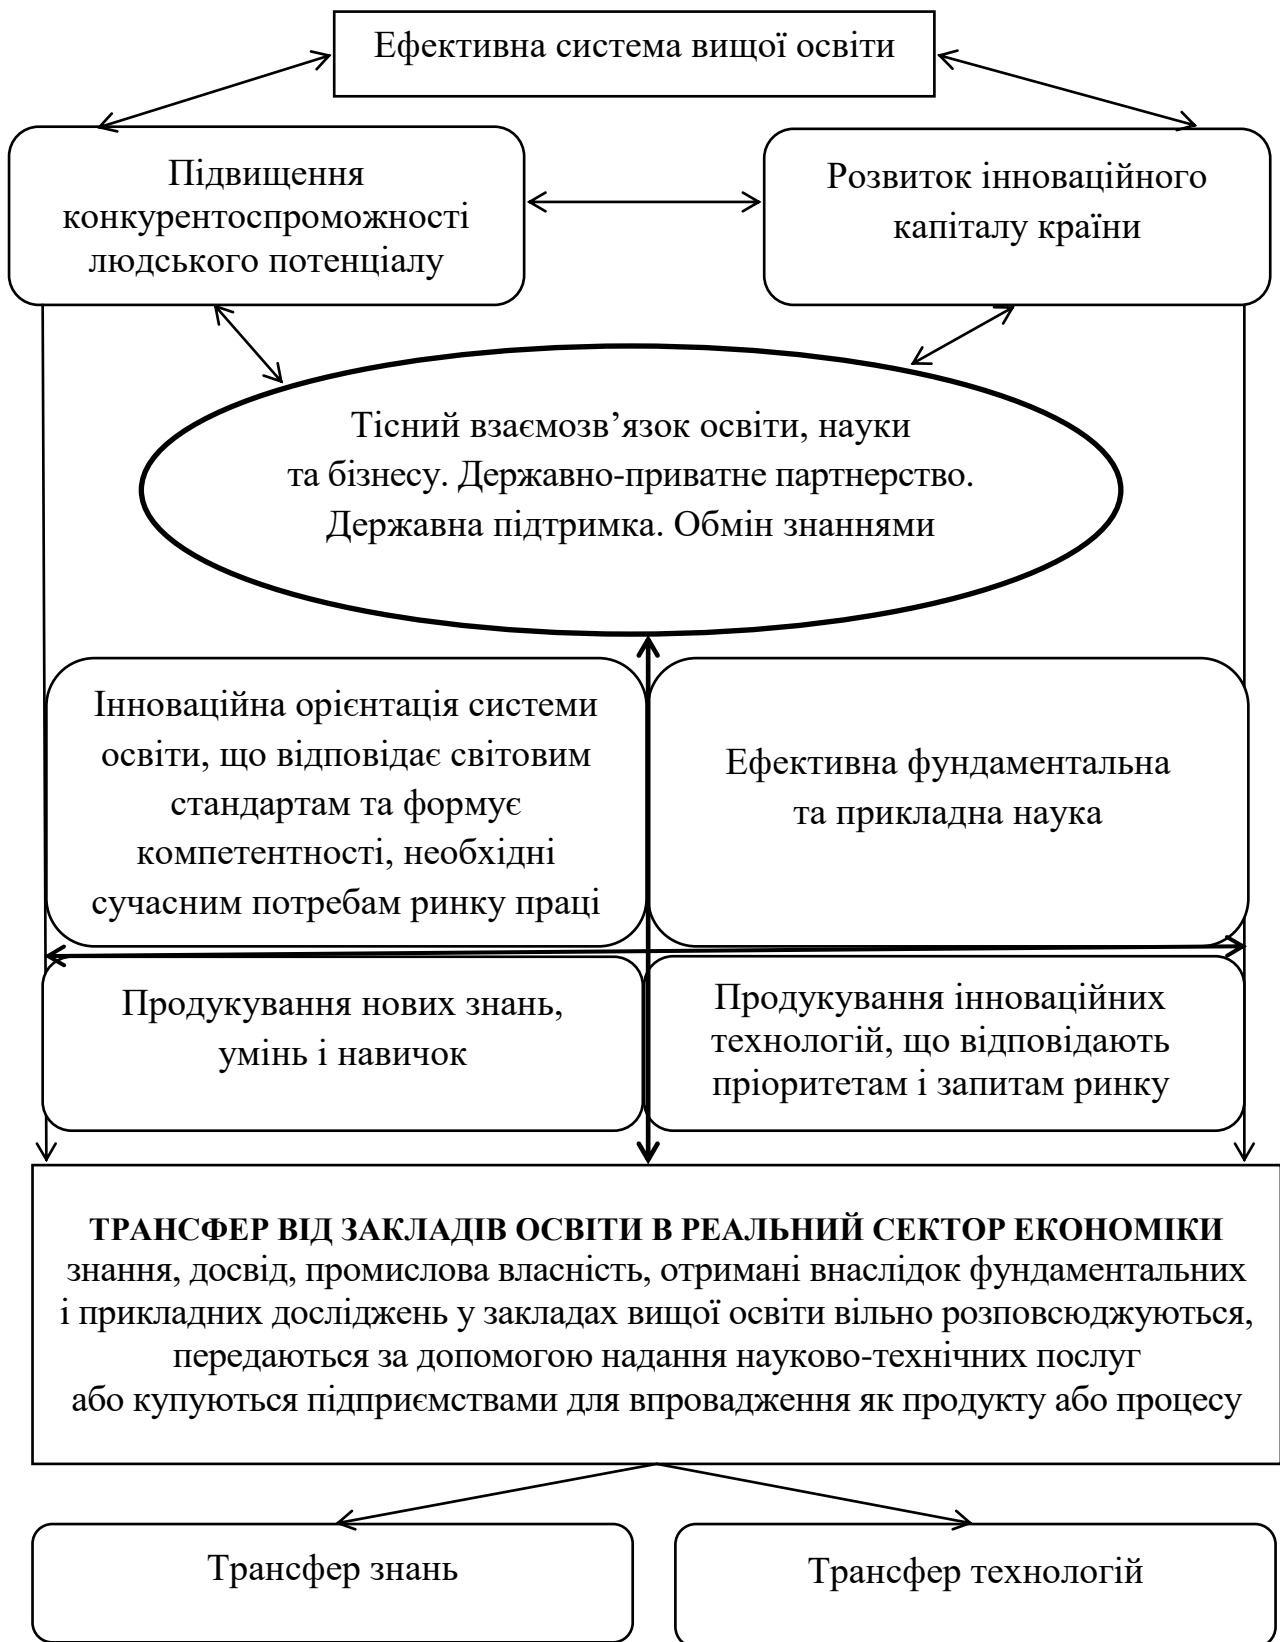 Ефективна система вищої освіти
Підвищення
конкурентоспроможності
людського потенціалу
Розвиток інноваційного
капіталу країни
Тісний взаємозв’язок освіти, науки
та бізнесу. Державно-приватне партнерство.
Державна підтримка. Обмін знаннями
Інноваційна орієнтація системи
освіти, що відповідає світовим
стандартам та формує
компетентності, необхідні
сучасним потребам ринку праці
Ефективна фундаментальна
та прикладна наука
Продукування нових знань,
умінь і навичок
Продукування інноваційних
технологій, що відповідають
пріоритетам і запитам ринку
ТРАНСФЕР ВІД ЗАКЛАДІВ ОСВІТИ В РЕАЛЬНИЙ СЕКТОР ЕКОНОМІКИ
знання, досвід, промислова власність, отримані внаслідок фундаментальних
і прикладних досліджень у закладах вищої освіти вільно розповсюджуються,
передаються за допомогою надання науково-технічних послуг
або купуються підприємствами для впровадження як продукту або процесу
Трансфер знань
Трансфер технологій